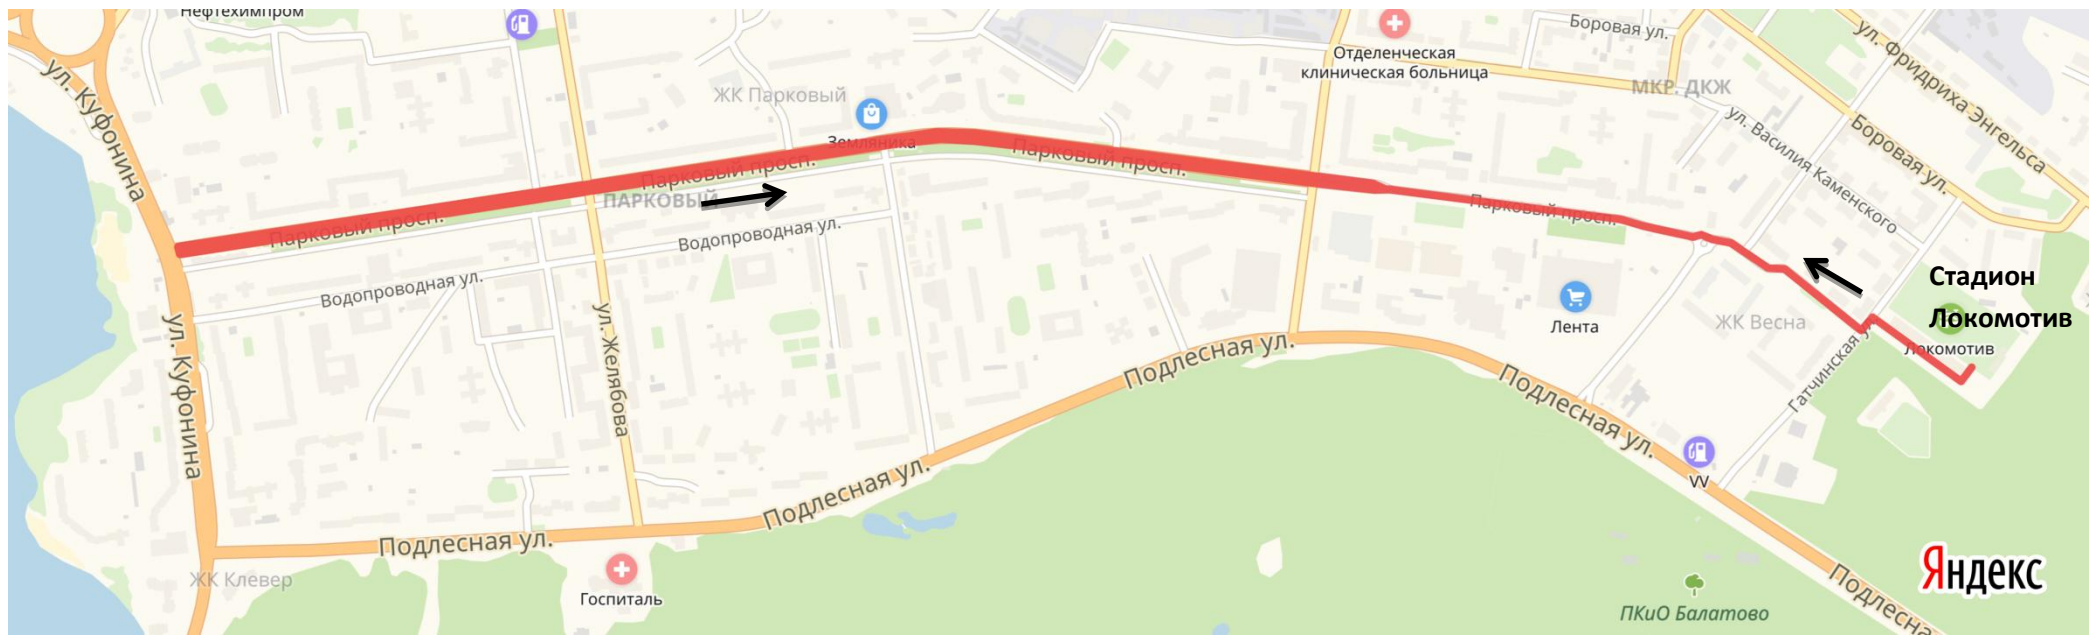 Нефтехимпром
Боровая ул.
ул. Фридриха Энгельса
Отделенческая
клиническая больница
ул. Куфонина
ЖК Парковый
МКР. ДКЖ
ул. Василия Каменского
Боровая ул.
Земляника
Парковый просп.
Парковый просп.
ПАРКОВЫЙ
Парковый просп.
Парковый просп.
Водопроводная ул.
Водопроводная ул.
Стадион
Локомотив
Локомотив
ул. Куфонина
ул. Желябова
Лента
ЖК Весна
Гатчинская ул.
Подлесная ул.
Подлесная ул.
Подлесная ул.
Подлесная ул.
VV
ЖК Клевер
Госпиталь
ПКиО Балатово
Подлесна
Яндекс